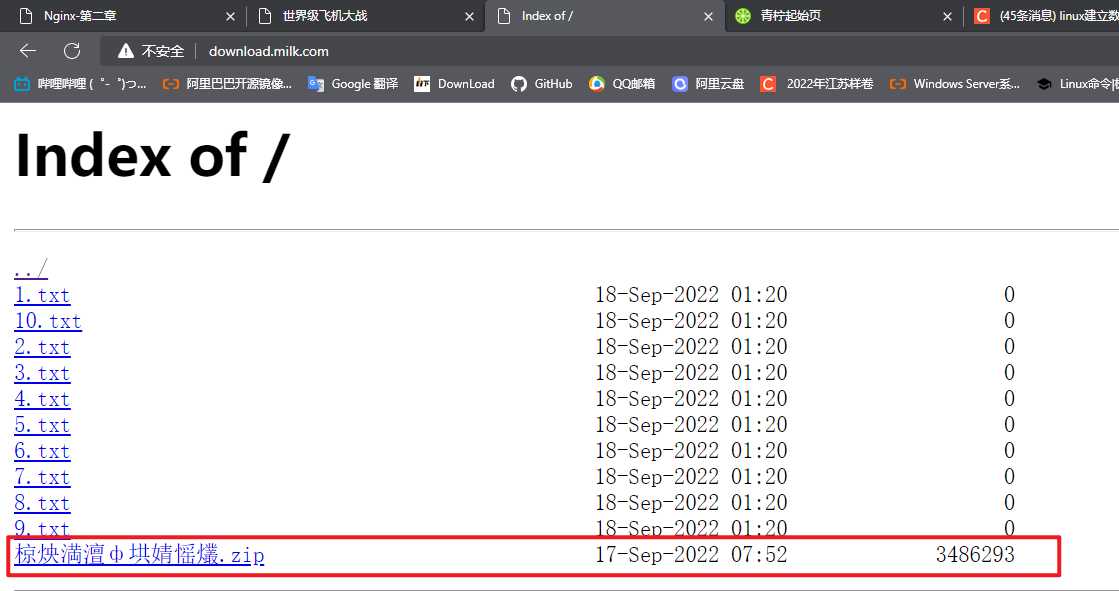 Nginx-第二章
世界级飞机大战
Index of /
青柠起始页
(45条消息) linux建立数
不安全
download.milk.com
哔哩哔哩 ( ゜- ゜)つ...
阿里巴巴开源镜像...
Google 翻译
DownLoad
GitHub
QQ邮箱
阿里云盘
2022年江苏样卷
Windows Server系...
Linux命令
Index of /
../
1.txt 18-Sep-2022 01:20 0
10.txt 18-Sep-2022 01:20 0
2.txt 18-Sep-2022 01:20 0
3.txt 18-Sep-2022 01:20 0
4.txt 18-Sep-2022 01:20 0
5.txt 18-Sep-2022 01:20 0
6.txt 18-Sep-2022 01:20 0
7.txt 18-Sep-2022 01:20 0
8.txt 18-Sep-2022 01:20 0
9.txt 18-Sep-2022 01:20 0
椋炴満澶ф垬婧愮爜.zip 17-Sep-2022 07:52 3486293